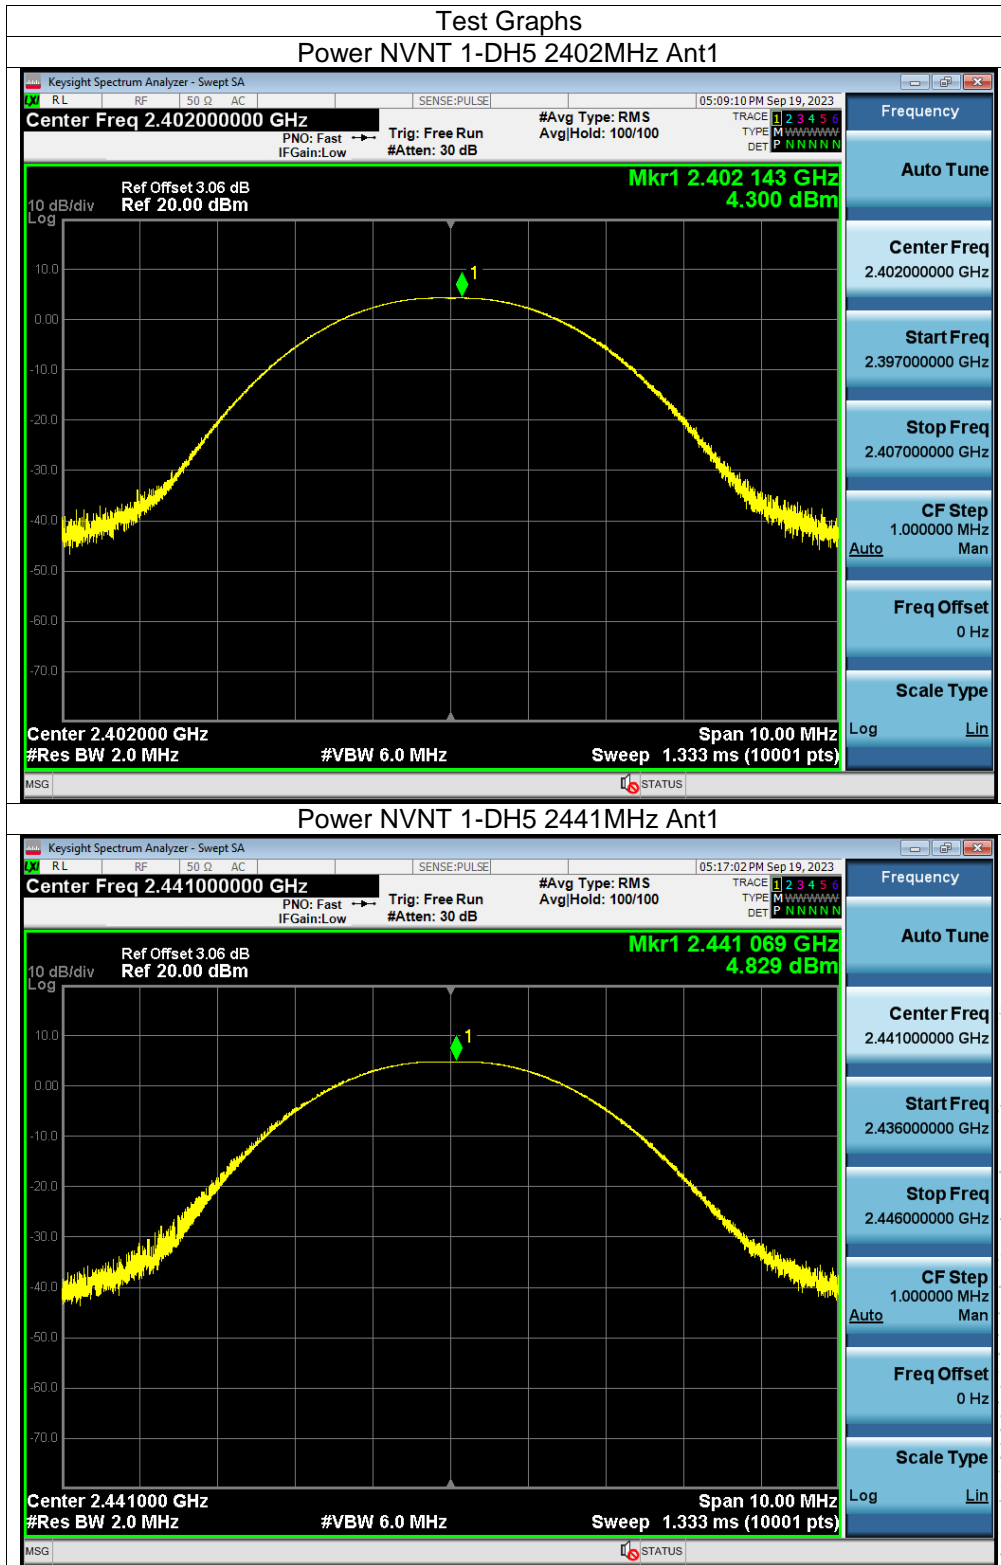 Test Graphs
Power NVNT 1-DH5 2402MHz Ant1
Keysight Spectrum Analyzer - Swept SA
LXI RL RF 50 Ω AC SENSE:PULSE 05:09:10 PM Sep 19, 2023
Center Freq 2.402000000 GHz
PNO: Fast
IFGain:Low
Trig: Free Run
#Atten: 30 dB
#Avg Type: RMS
Avg|Hold: 100/100
TRACE 1 2 3 4 5 6
TYPE M WWWWW
DET P N N N N N
Mkr1 2.402 143 GHz
4.300 dBm
Ref Offset 3.06 dB
10 dB/div Ref 20.00 dBm
Log
1
10.0
0.00
-10.0
-20.0
-30.0
-40.0
-50.0
-60.0
-70.0
Center 2.402000 GHz Span 10.00 MHz
#Res BW 2.0 MHz #VBW 6.0 MHz Sweep 1.333 ms (10001 pts)
MSG STATUS
Frequency
Auto Tune
Center Freq
2.402000000 GHz
Start Freq
2.397000000 GHz
Stop Freq
2.407000000 GHz
CF Step
1.000000 MHz
Auto Man
Freq Offset
0 Hz
Scale Type
Log Lin
Power NVNT 1-DH5 2441MHz Ant1
Keysight Spectrum Analyzer - Swept SA
LXI RL RF 50 Ω AC SENSE:PULSE 05:17:02 PM Sep 19, 2023
Center Freq 2.441000000 GHz
PNO: Fast
IFGain:Low
Trig: Free Run
#Atten: 30 dB
#Avg Type: RMS
Avg|Hold: 100/100
TRACE 1 2 3 4 5 6
TYPE M WWWWW
DET P N N N N N
Mkr1 2.441 069 GHz
4.829 dBm
Ref Offset 3.06 dB
10 dB/div Ref 20.00 dBm
Log
1
10.0
0.00
-10.0
-20.0
-30.0
-40.0
-50.0
-60.0
-70.0
Center 2.441000 GHz Span 10.00 MHz
#Res BW 2.0 MHz #VBW 6.0 MHz Sweep 1.333 ms (10001 pts)
MSG STATUS
Frequency
Auto Tune
Center Freq
2.441000000 GHz
Start Freq
2.436000000 GHz
Stop Freq
2.446000000 GHz
CF Step
1.000000 MHz
Auto Man
Freq Offset
0 Hz
Scale Type
Log Lin